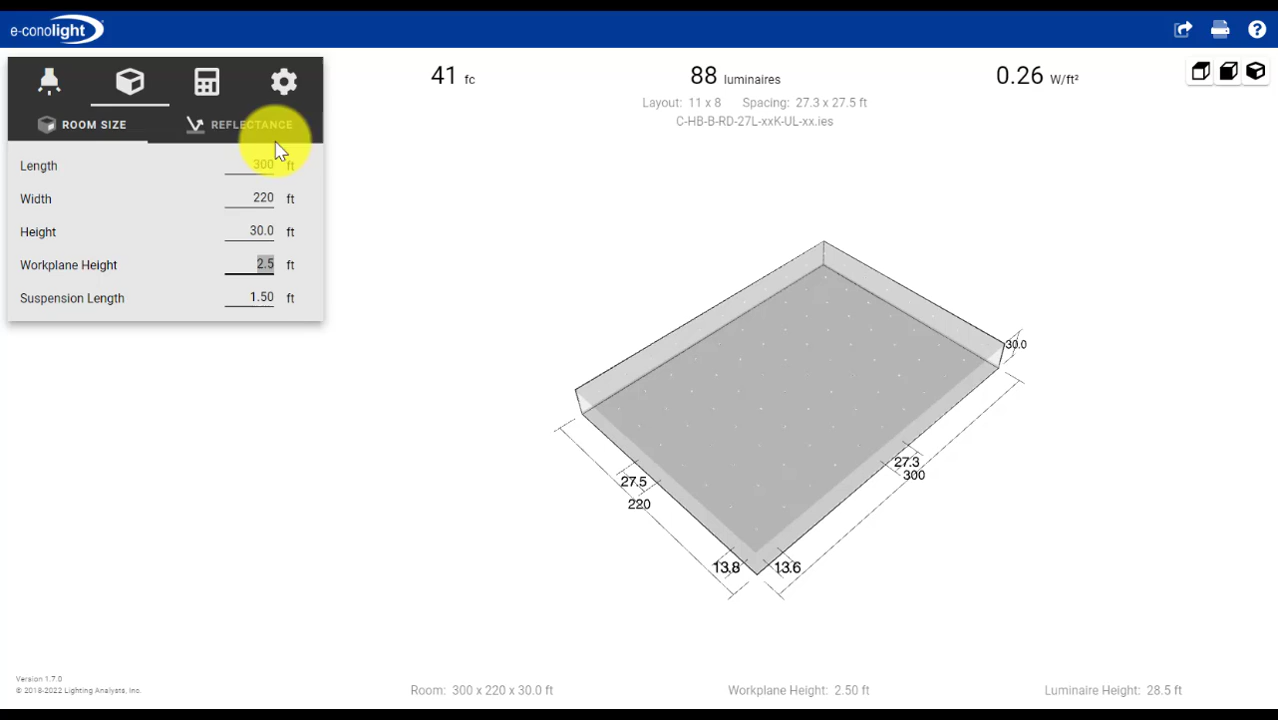 e-conolight
ROOM SIZE
REFLECTANCE
Length 300 ft
Width 220 ft
Height 30.0 ft
Workplane Height 2.5 ft
Suspension Length 1.50 ft
41 fc
88 luminaires
0.26 W/ft²
Layout: 11 x 8 Spacing: 27.3 x 27.5 ft
C-HB-B-RD-27L-xxK-UL-xx.ies
30.0
27.3
300
27.5
220
13.8
13.6
Version 1.7.0
© 2018-2022 Lighting Analysts, Inc.
Room: 300 x 220 x 30.0 ft
Workplane Height: 2.50 ft
Luminaire Height: 28.5 ft